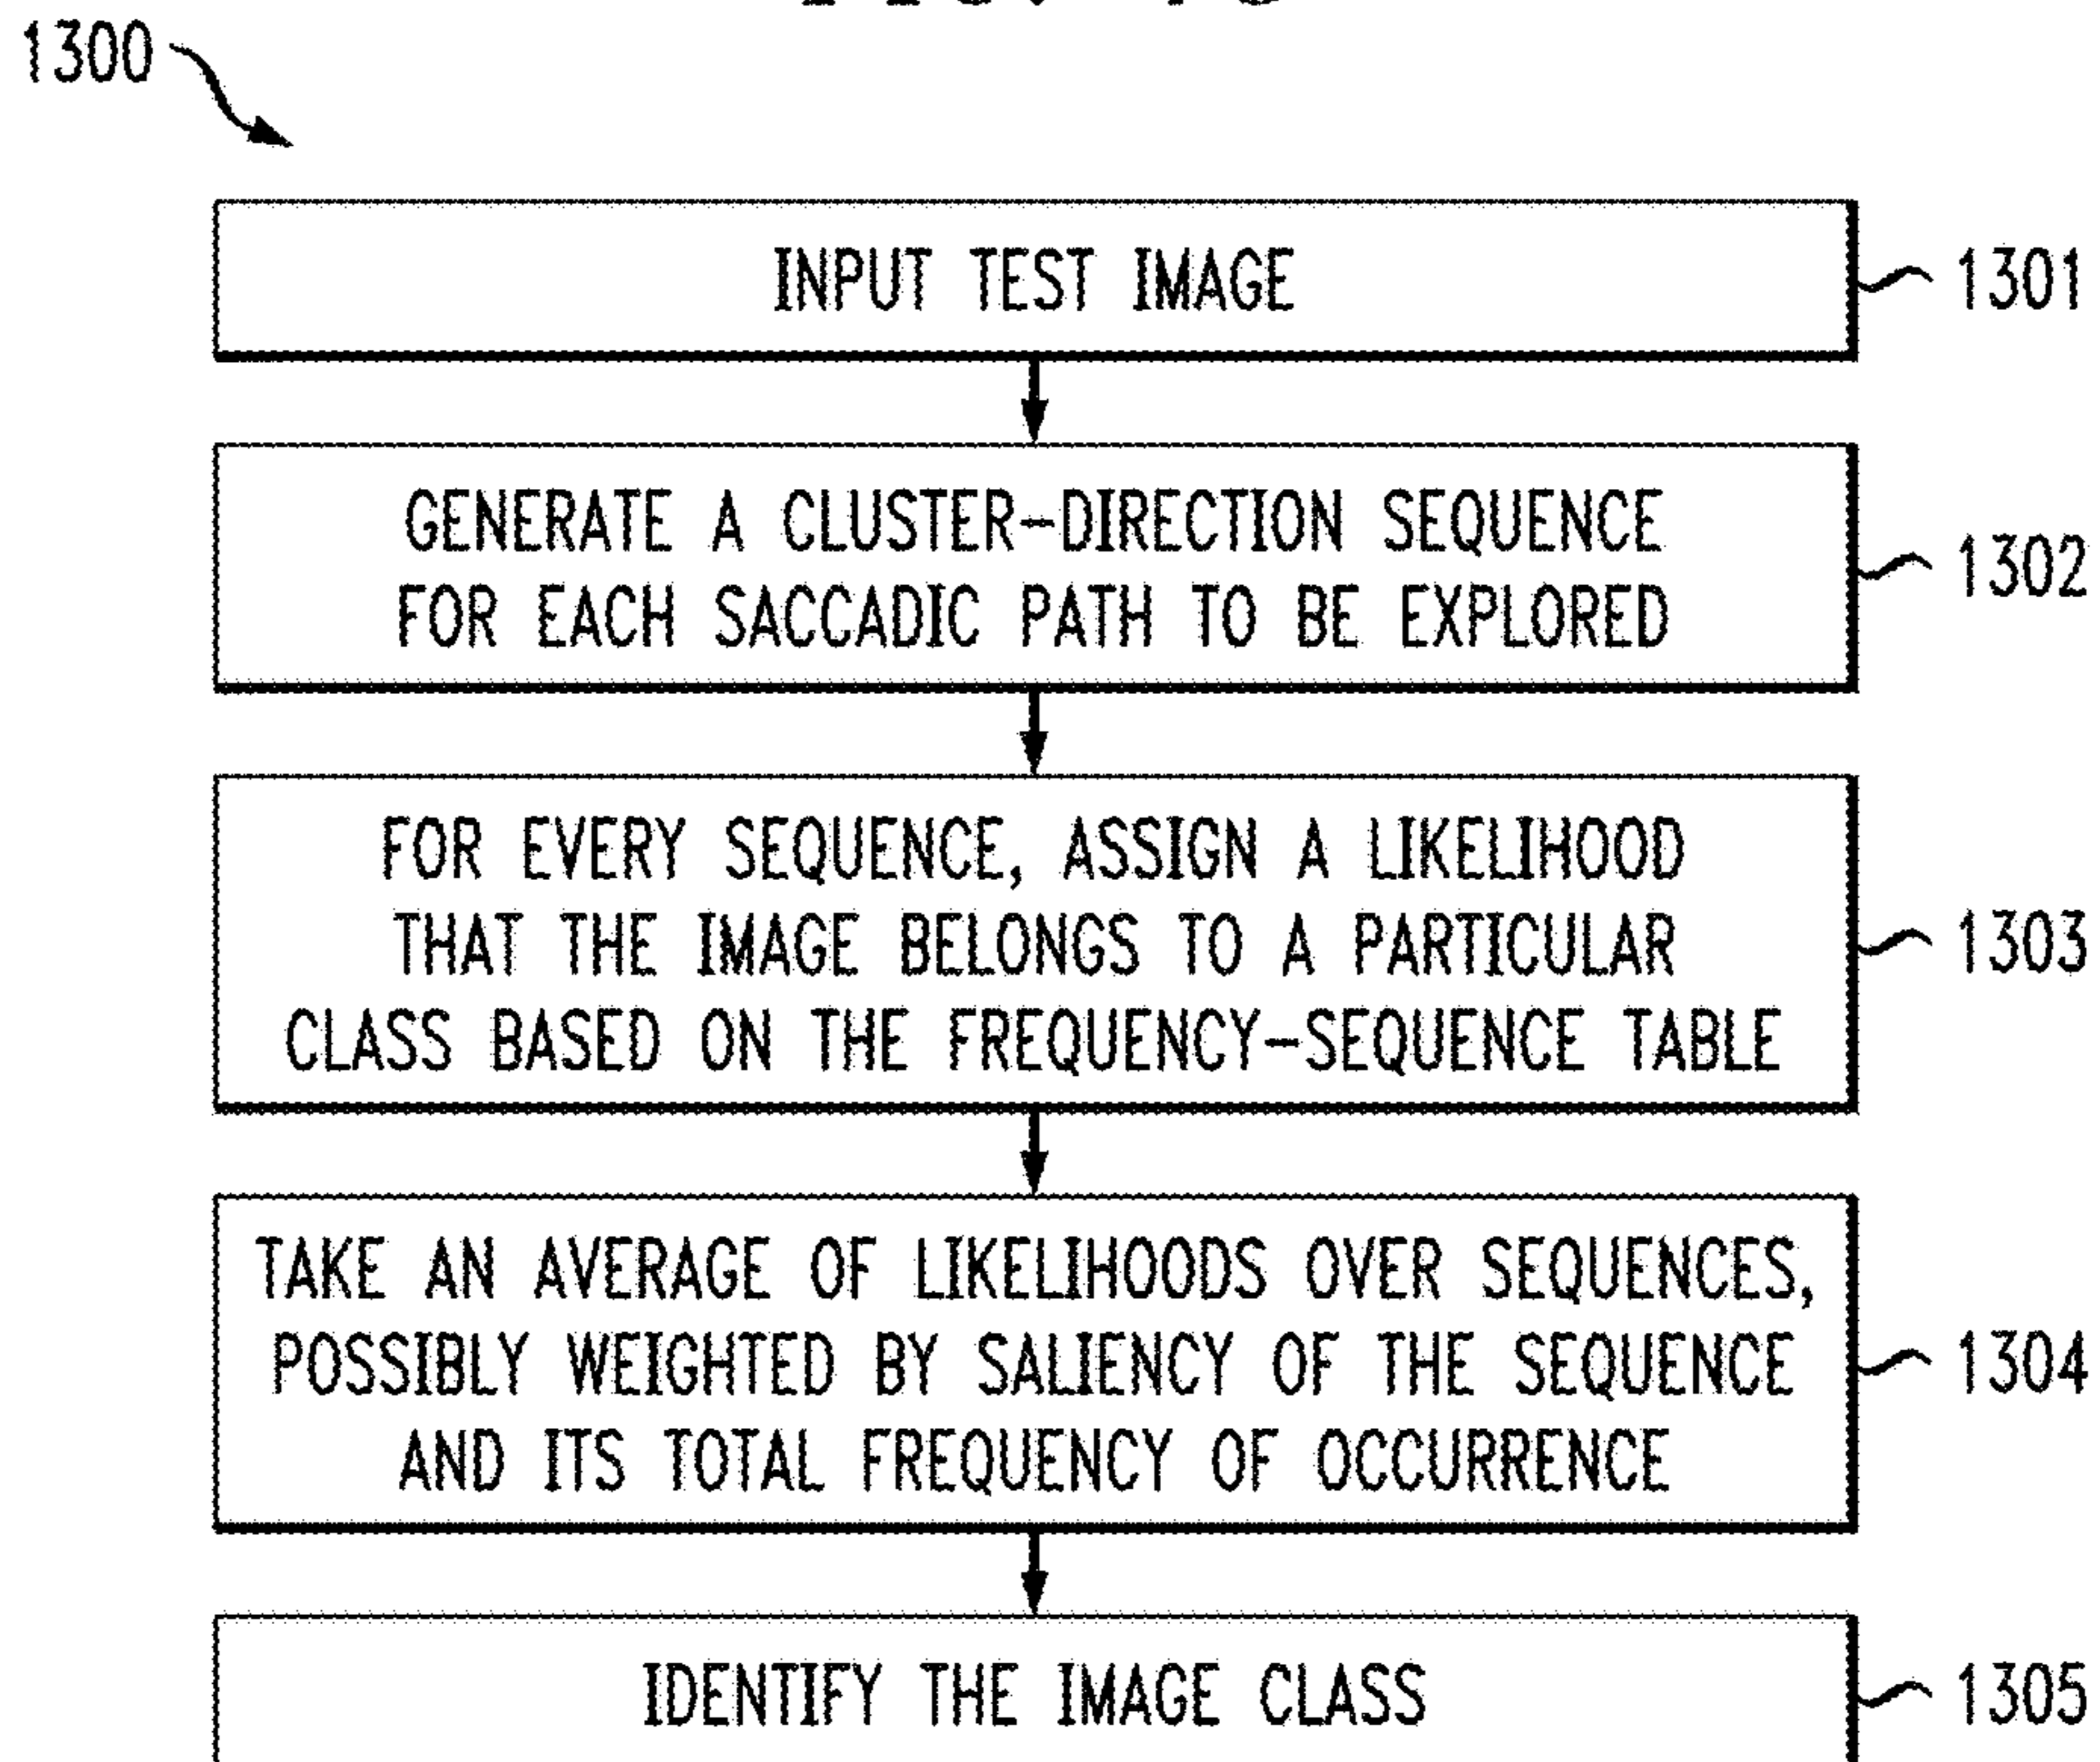 1300
INPUT TEST IMAGE
1301
GENERATE A CLUSTER-DIRECTION SEQUENCE
FOR EACH SACCADIC PATH TO BE EXPLORED
1302
FOR EVERY SEQUENCE, ASSIGN A LIKELIHOOD
THAT THE IMAGE BELONGS TO A PARTICULAR
CLASS BASED ON THE FREQUENCY-SEQUENCE TABLE
1303
TAKE AN AVERAGE OF LIKELIHOODS OVER SEQUENCES,
POSSIBLY WEIGHTED BY SALIENCY OF THE SEQUENCE
AND ITS TOTAL FREQUENCY OF OCCURRENCE
1304
IDENTIFY THE IMAGE CLASS
1305